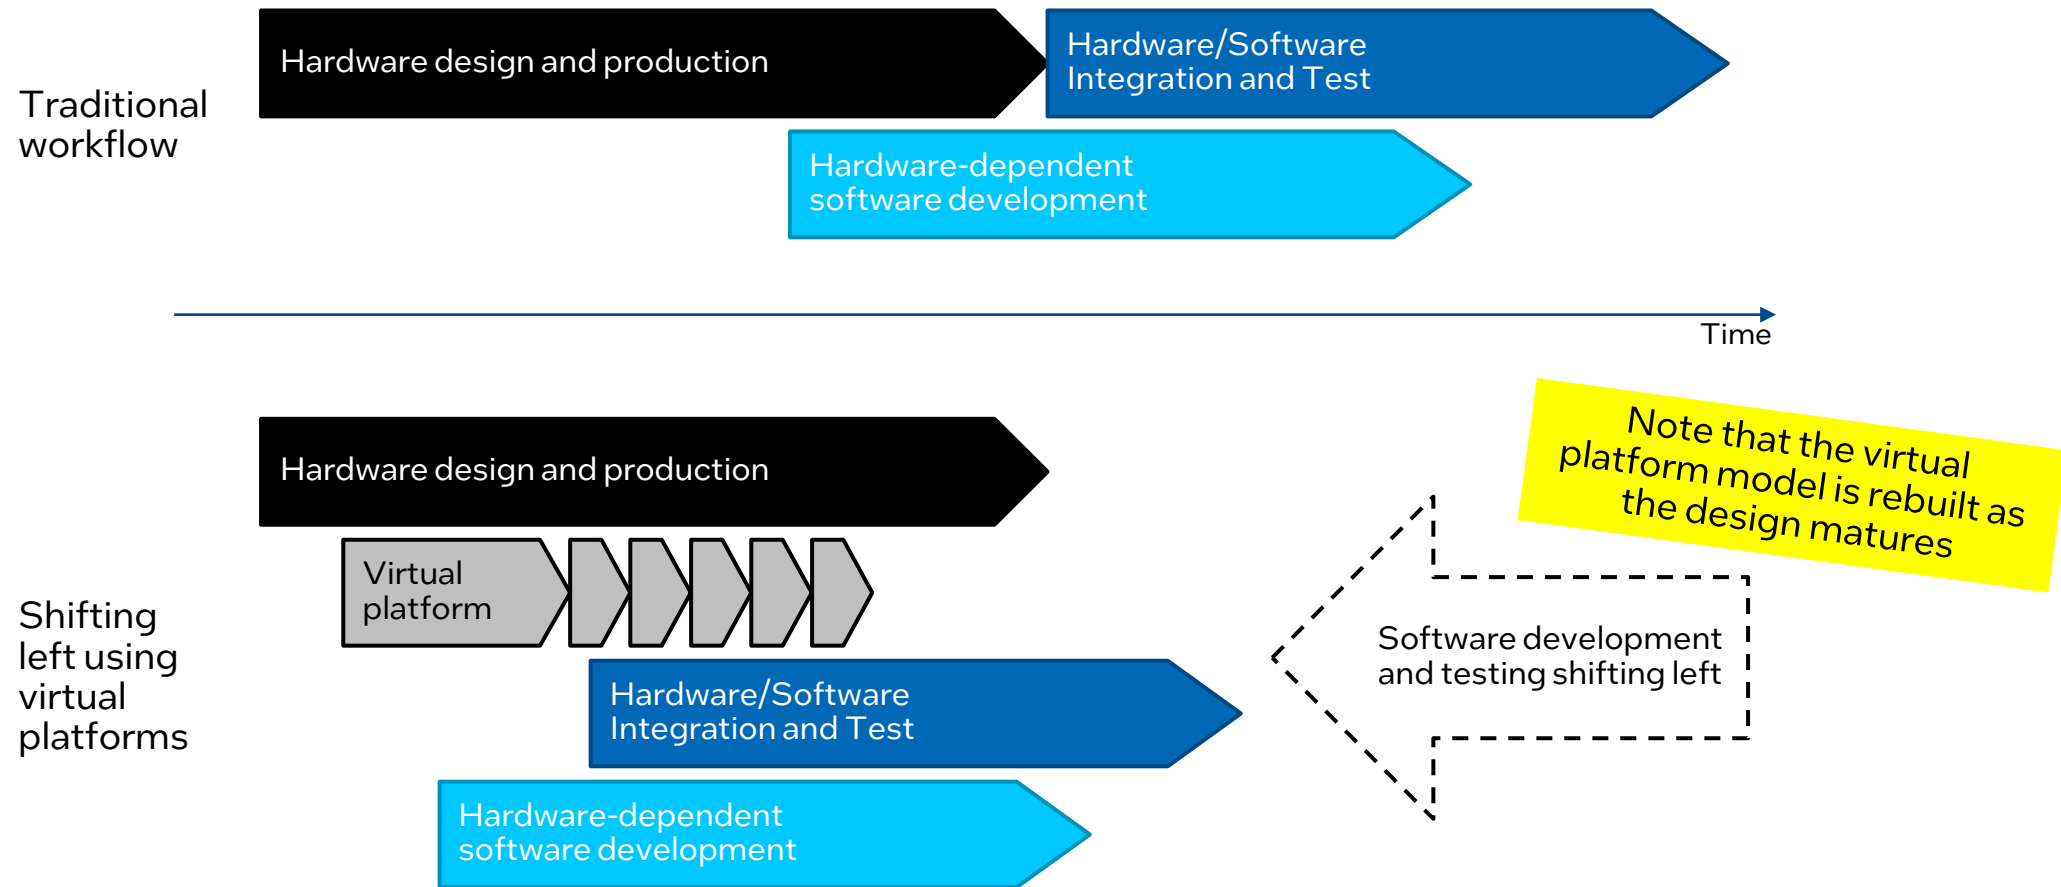 Traditional
workflow
Hardware design and production
Hardware/Software
Integration and Test
Hardware-dependent
software development
Time
Shifting
left using
virtual
platforms
Hardware design and production
Virtual
platform
Hardware/Software
Integration and Test
Hardware-dependent
software development
Note that the virtual
platform model is rebuilt as
the design matures
Software development
and testing shifting left